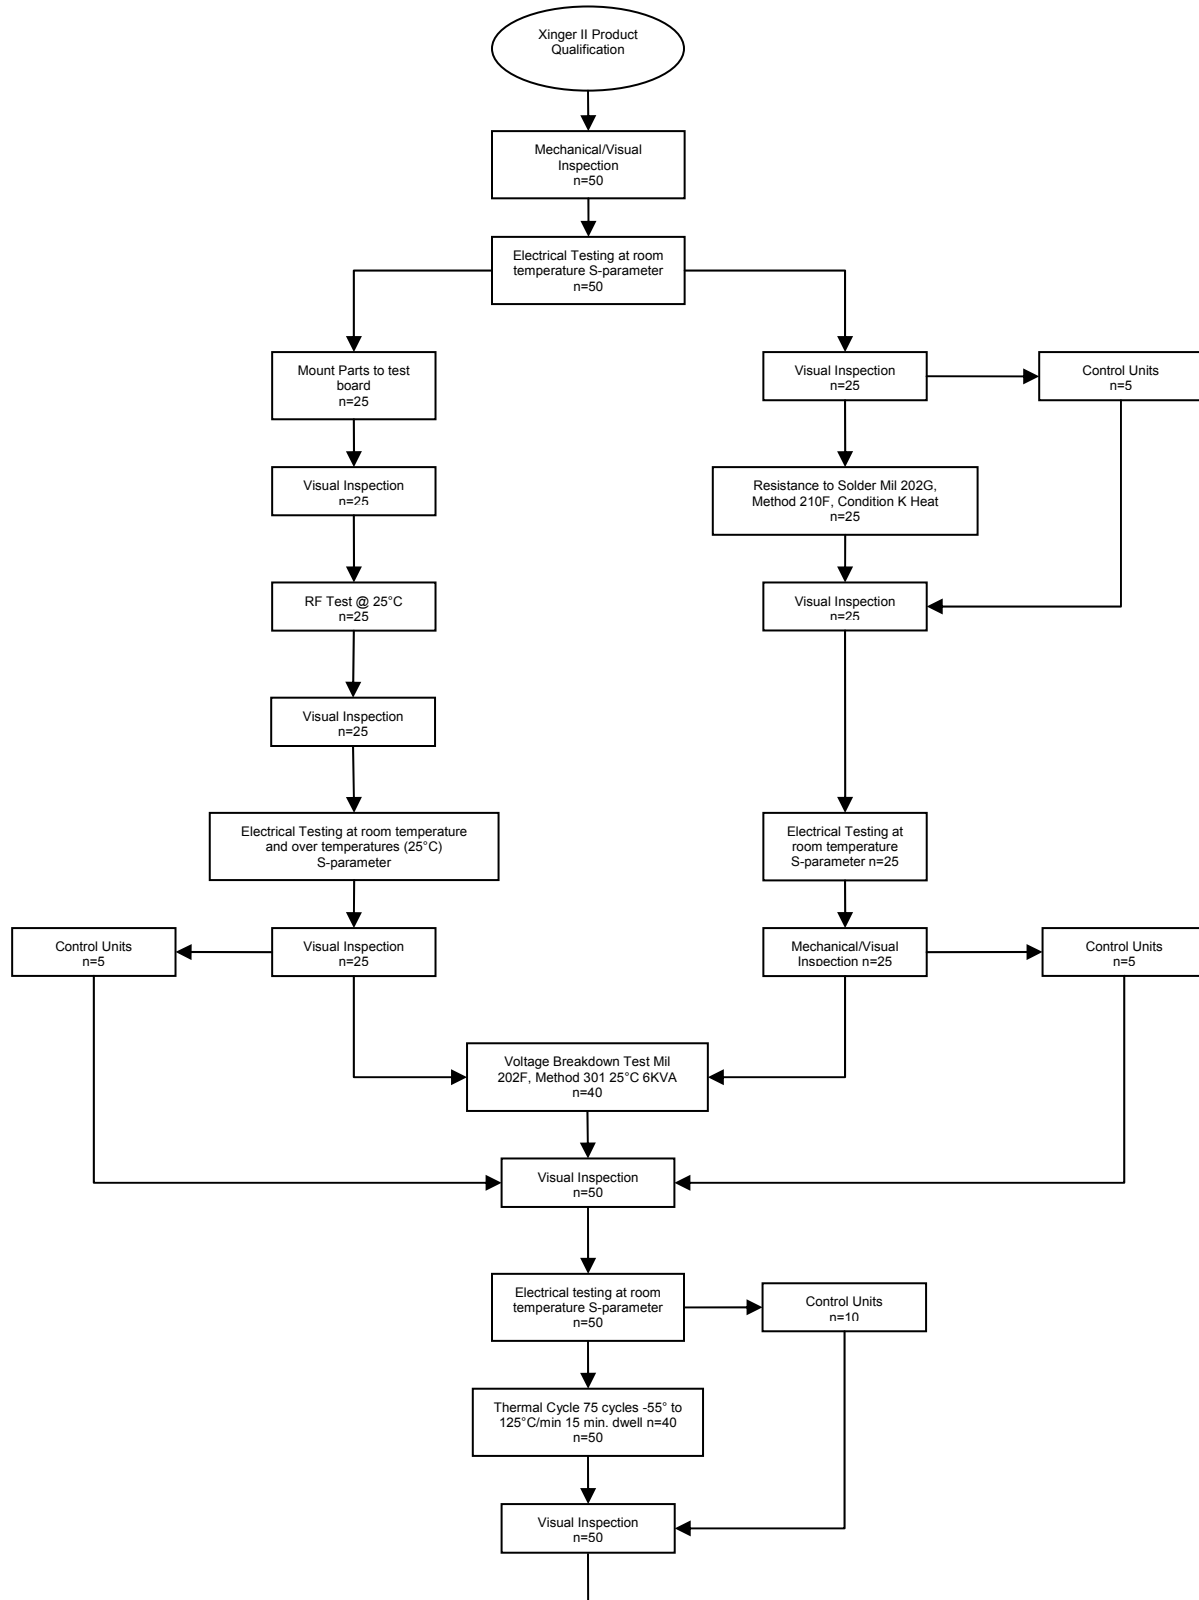 Xinger II Product
Qualification
Mechanical/Visual
Inspection
n=50
Electrical Testing at room
temperature S-parameter
n=50
Mount Parts to test
board
n=25
Visual Inspection
n=25
Control Units
n=5
Visual Inspection
n=25
Resistance to Solder Mil 202G,
Method 210F, Condition K Heat
n=25
RF Test @ 25°C
n=25
Visual Inspection
n=25
Visual Inspection
n=25
Electrical Testing at room temperature
and over temperatures (25°C)
S-parameter
Electrical Testing at
room temperature
S-parameter n=25
Control Units
n=5
Visual Inspection
n=25
Mechanical/Visual
Inspection n=25
Control Units
n=5
Voltage Breakdown Test Mil
202F, Method 301 25°C 6KVA
n=40
Visual Inspection
n=50
Electrical testing at room
temperature S-parameter
n=50
Control Units
n=10
Thermal Cycle 75 cycles -55° to
125°C/min 15 min. dwell n=40
n=50
Visual Inspection
n=50